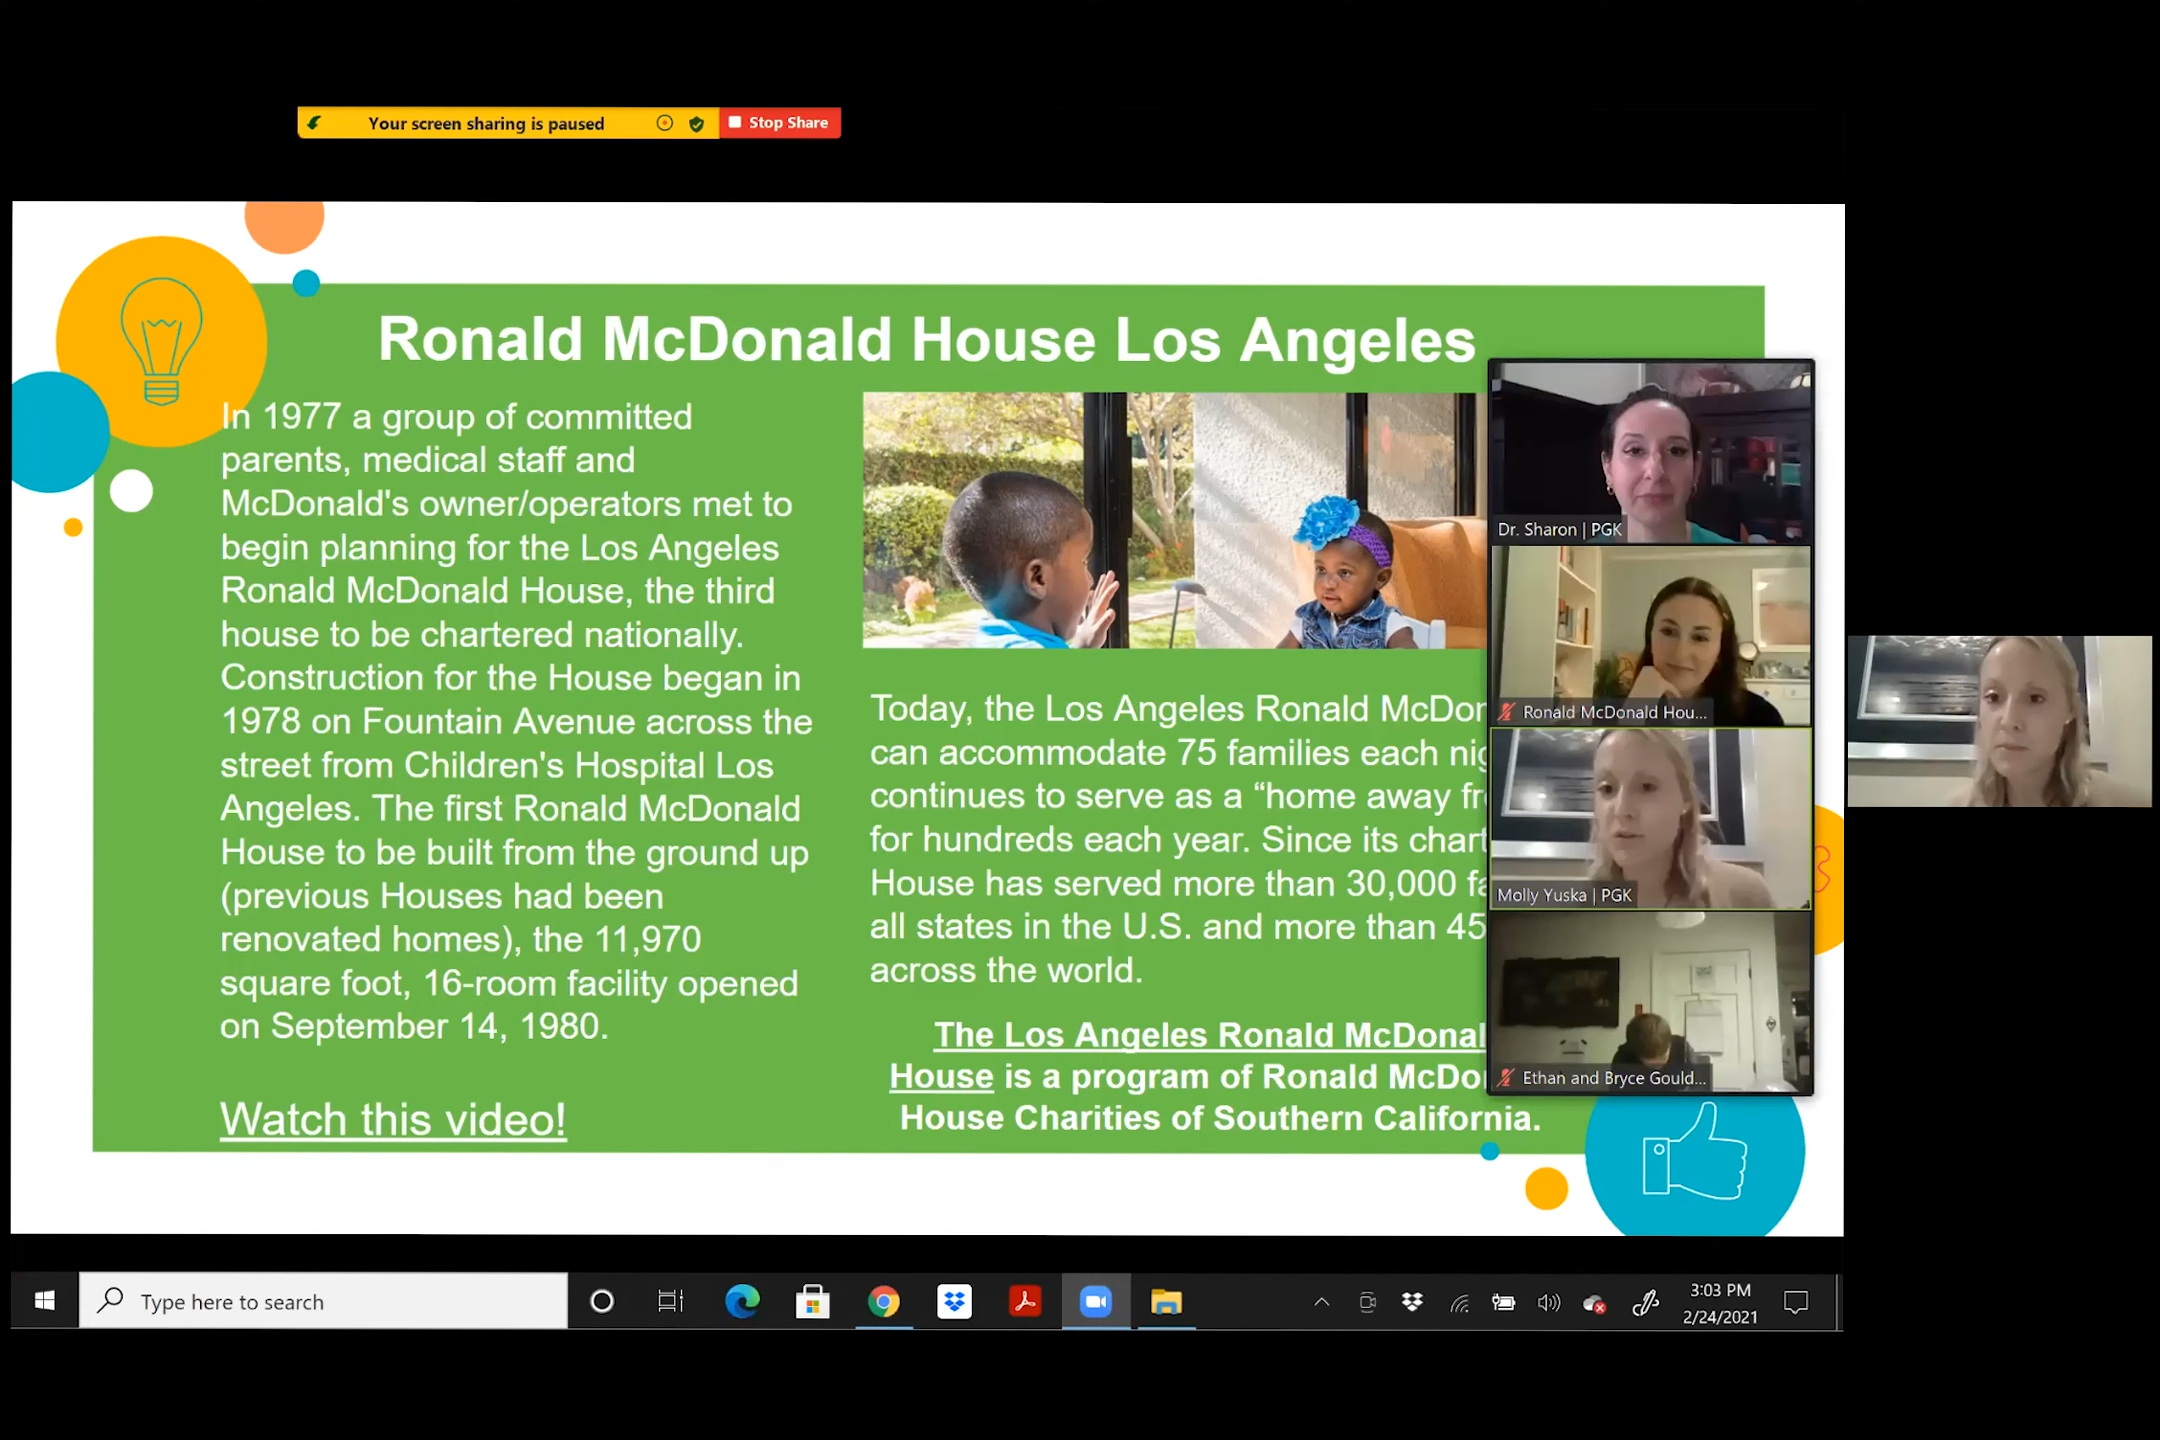 Your screen sharing is paused
Stop Share
Ronald McDonald House Los Angeles
In 1977 a group of committed
parents, medical staff and
McDonald's owner/operators met to
begin planning for the Los Angeles
Ronald McDonald House, the third
house to be chartered nationally.
Construction for the House began in
1978 on Fountain Avenue across the
street from Children's Hospital Los
Angeles. The first Ronald McDonald
House to be built from the ground up
(previous Houses had been
renovated homes), the 11,970
square foot, 16-room facility opened
on September 14, 1980.
Watch this video!
Today, the Los Angeles Ronald McDon
can accommodate 75 families each nig
continues to serve as a “home away fr
for hundreds each year. Since its chart
House has served more than 30,000 fa
all states in the U.S. and more than 45
across the world.
The Los Angeles Ronald McDonal
House is a program of Ronald McDo
House Charities of Southern California.
Dr. Sharon | PGK
Ronald McDonald Hou...
Molly Yuska | PGK
Ethan and Bryce Gould...
Type here to search
3:03 PM
2/24/2021